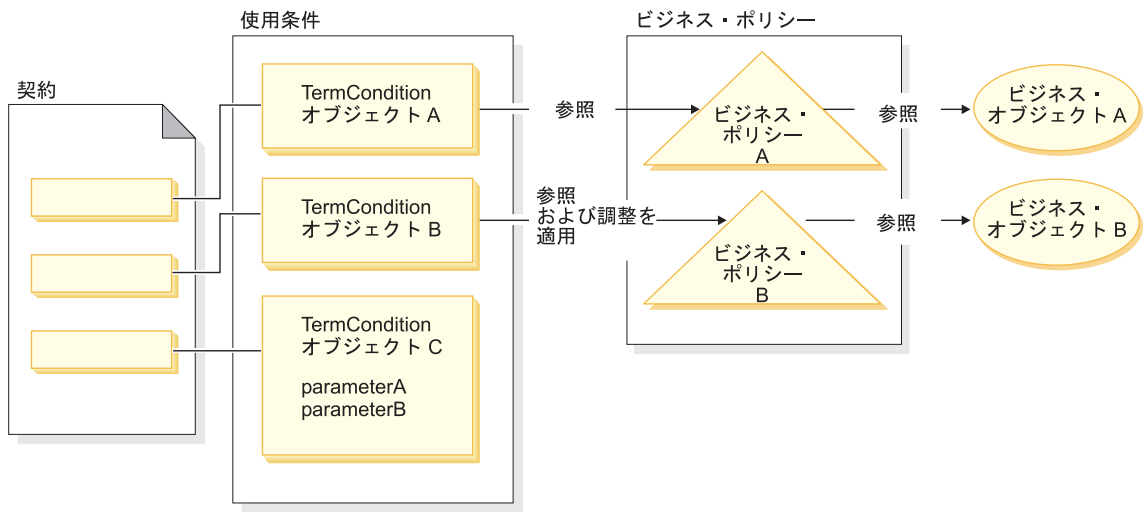 契約
使用条件
TermCondition
オブジェクト A
TermCondition
オブジェクト B
TermCondition
オブジェクト C
parameterA
parameterB
参照
参照
および調整を
適用
ビジネス・ポリシー
ビジネス・
ポリシー
A
ビジネス・
ポリシー
B
参照
参照
ビジネス・
オブジェクト A
ビジネス・
オブジェクト B